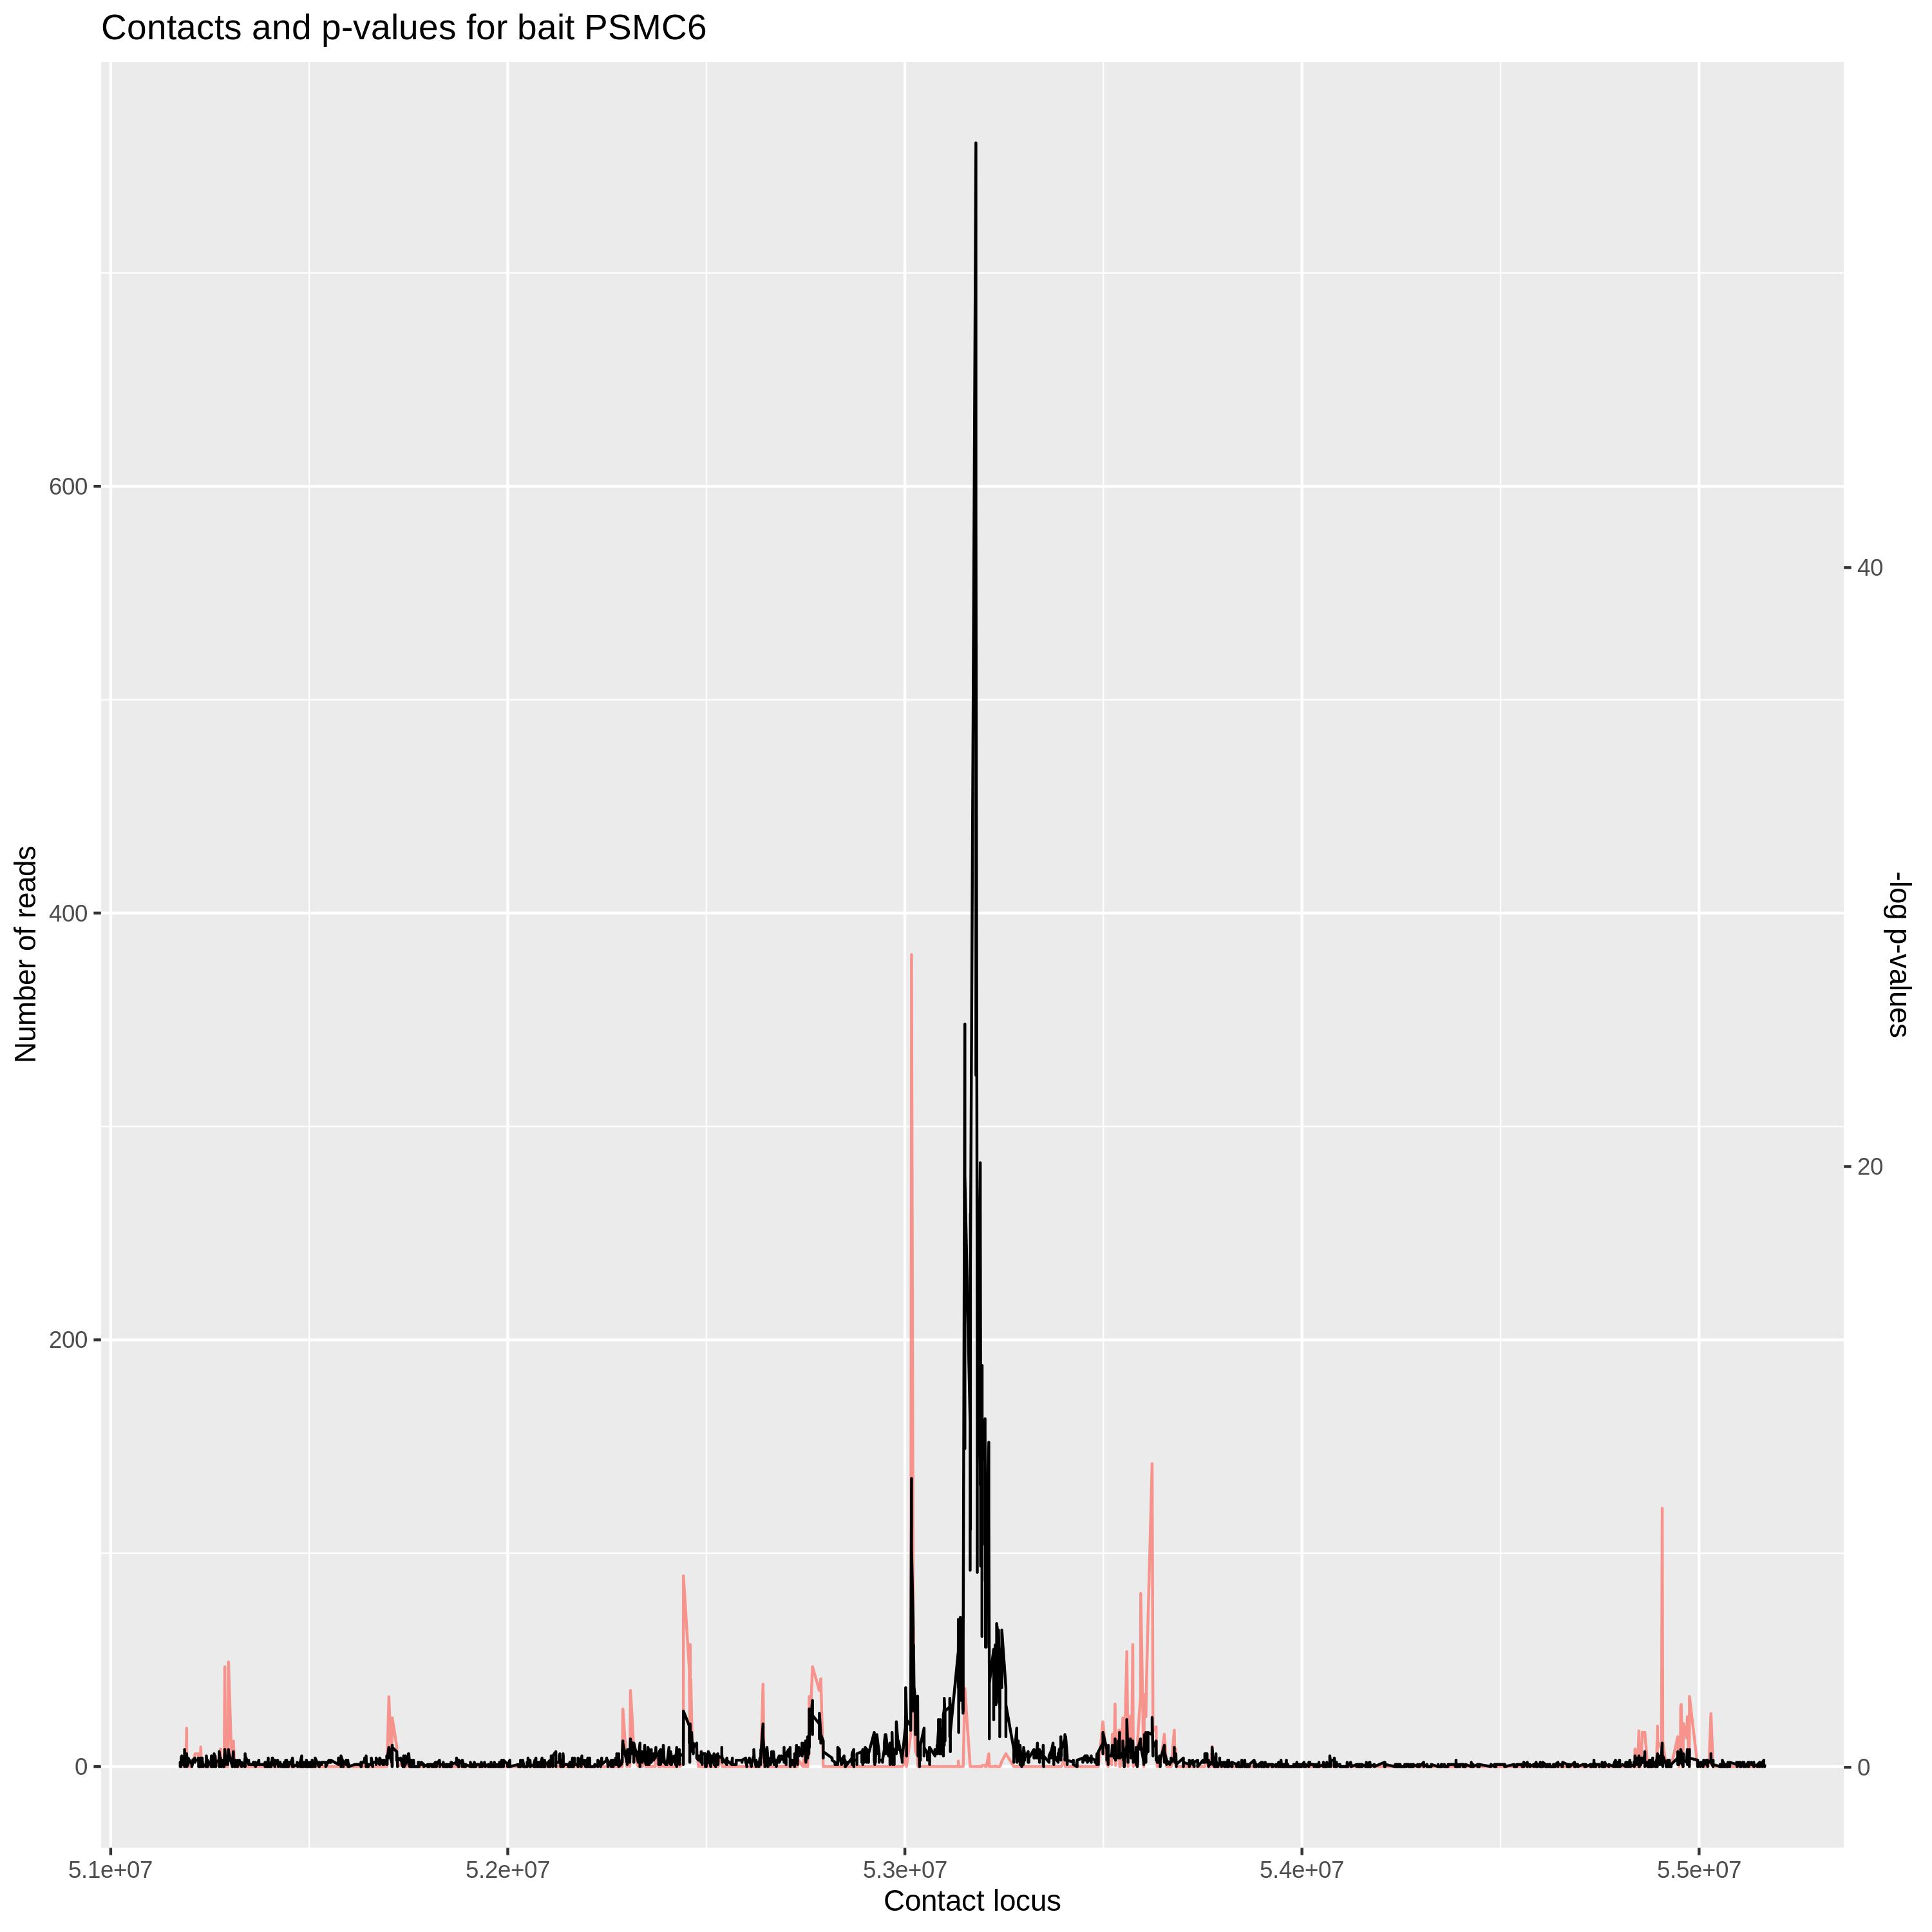 Contacts and p-values for bait PSMC6
Number of reads
600
400
200
0
40
20
0
-log p-values
5.1e+07
5.2e+07
5.3e+07
5.4e+07
5.5e+07
Contact locus